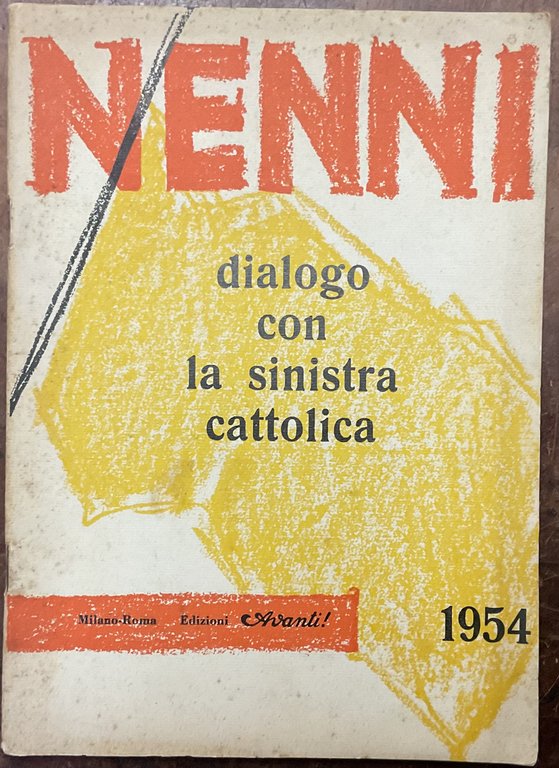 NENNI
dialogo
con
la sinistra
cattolica
Milano-Roma Edizioni Avanti!
1954